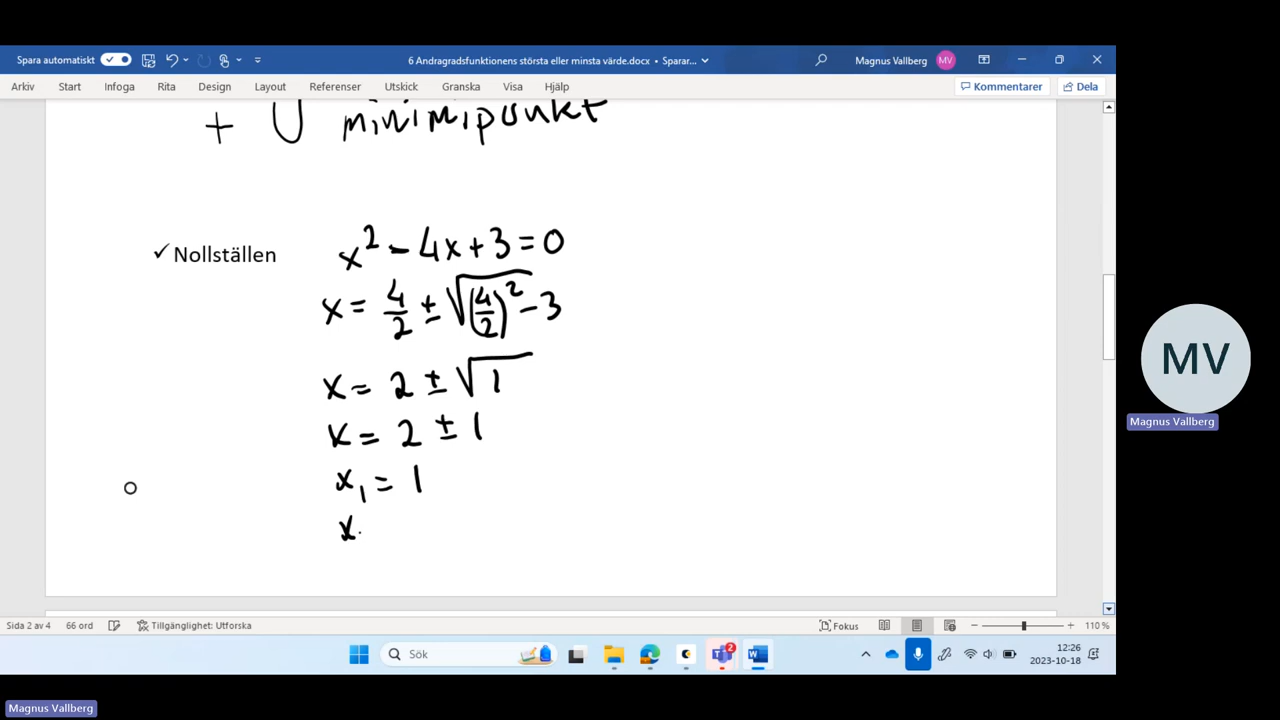 Spara automatiskt
6 Andragradsfunktionens största eller minsta värde.docx • Sparar...
Magnus Vallberg
MV
Arkiv Start Infoga Rita Design Layout Referenser Utskick Granska Visa Hjälp
Kommentarer
Dela
+ U minimipunkt
✓ Nollställen
x² - 4x + 3 = 0
x = 4/2 ± √(4/2)² - 3
x = 2 ± √1
x = 2 ± 1
x₁ = 1
x
MV
Magnus Vallberg
Sida 2 av 4
66 ord
Tillgänglighet: Utforska
Fokus
110 %
Sök
2
12:26
2023-10-18
Magnus Vallberg